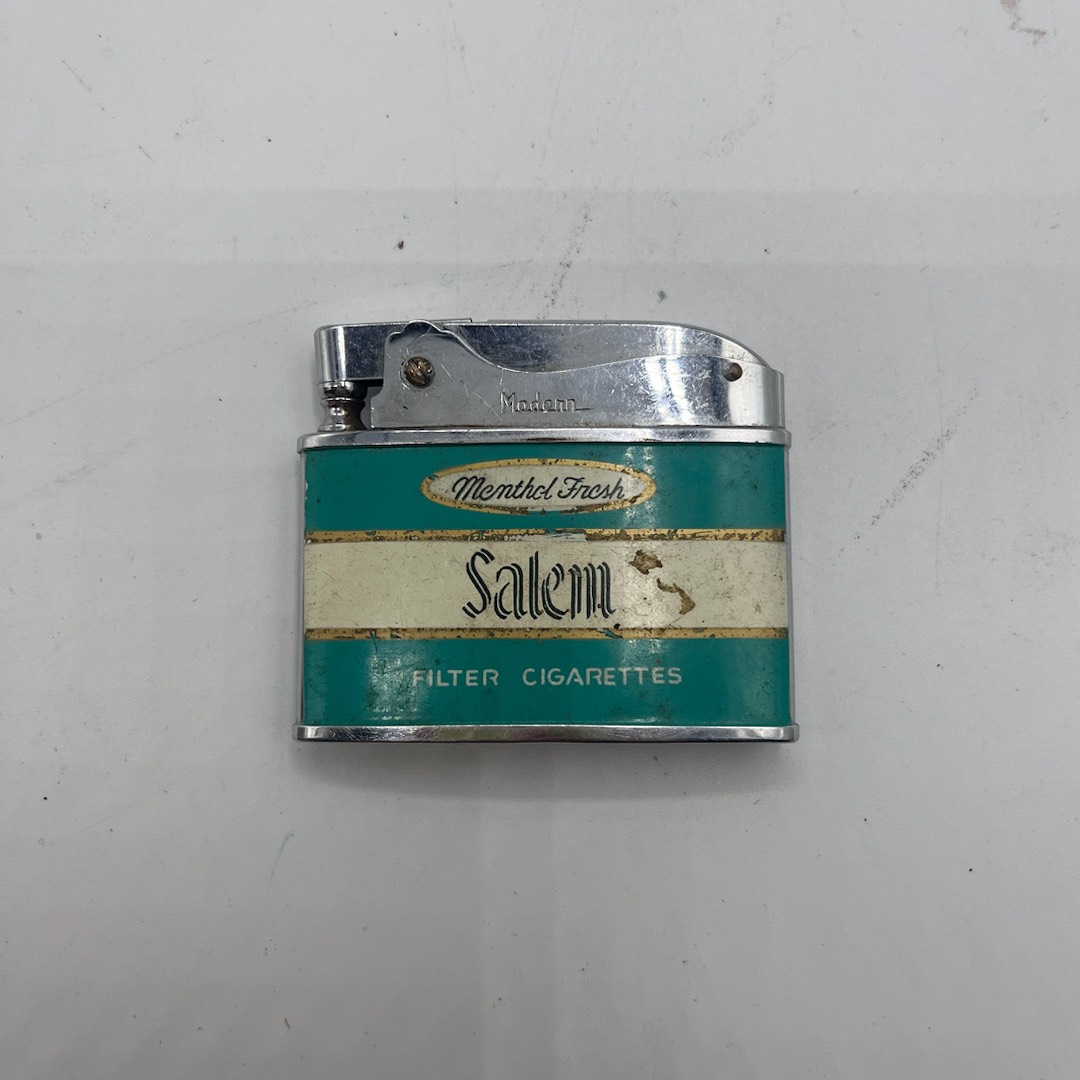 Modern
Menthol Fresh
Salem
FILTER CIGARETTES